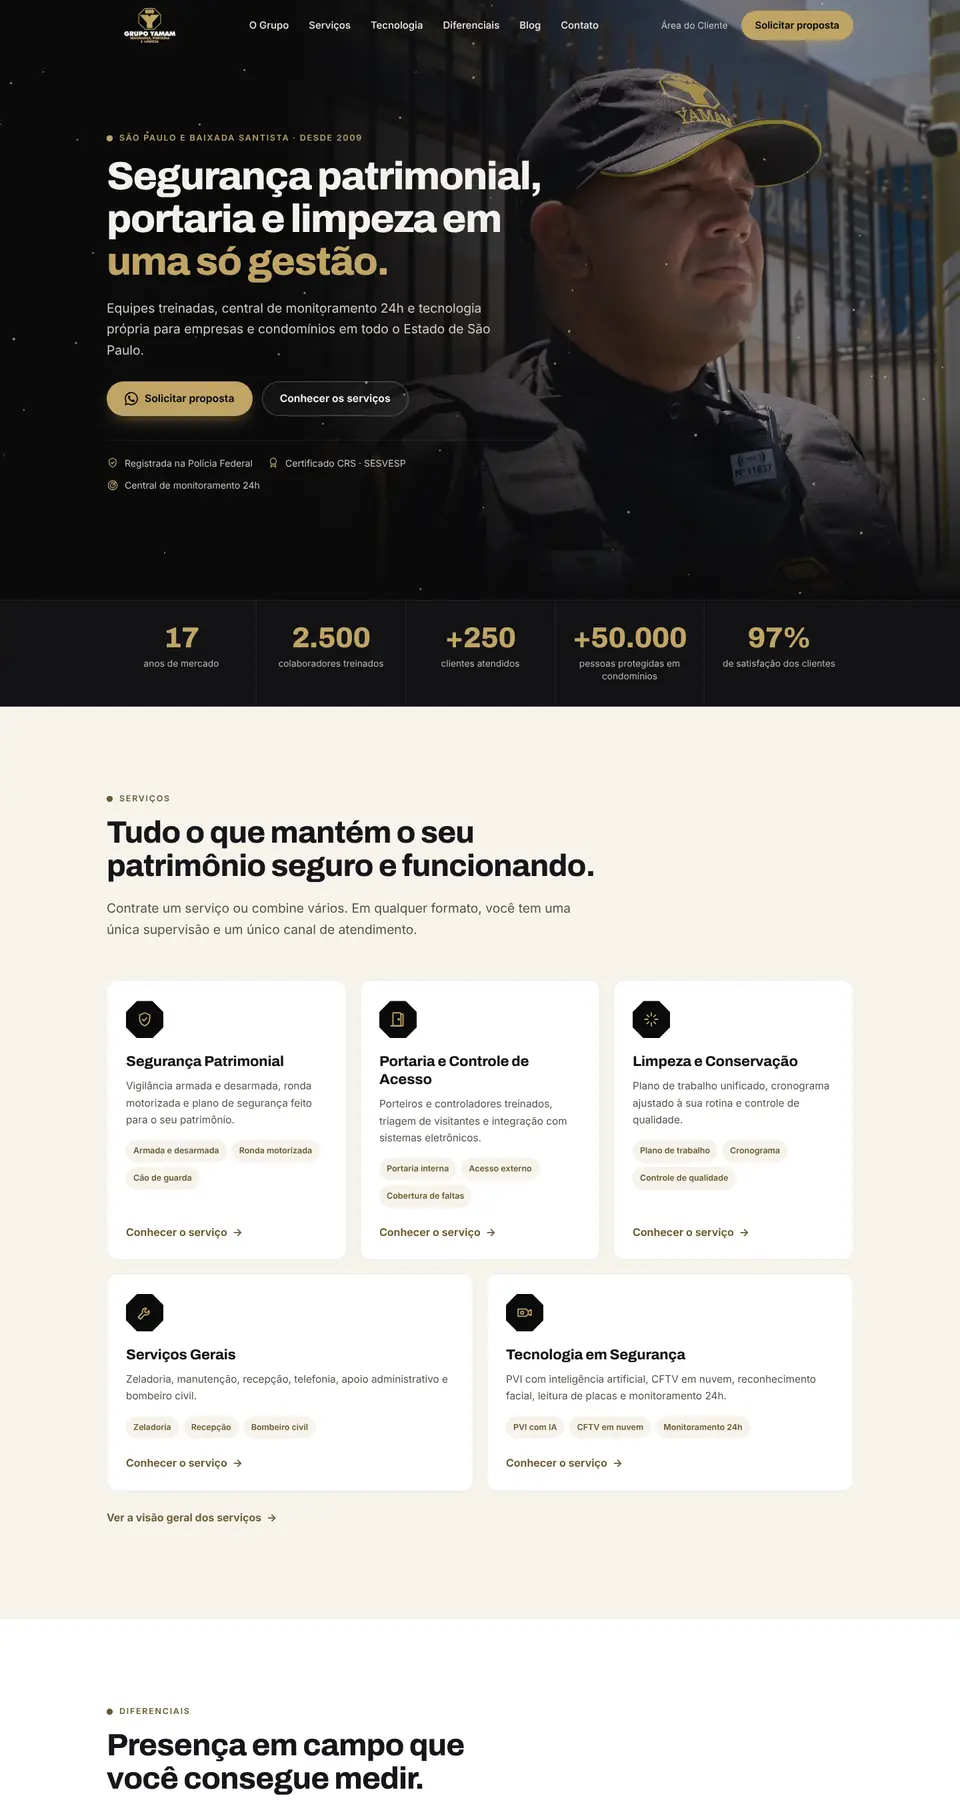 GRUPO YAMAM
SEGURANÇA, PORTARIA
E LIMPEZA
O Grupo
Serviços
Tecnologia
Diferenciais
Blog
Contato
Área do Cliente
Solicitar proposta
YAMAM
SÃO PAULO E BAIXADA SANTISTA · DESDE 2009
Segurança patrimonial,
portaria e limpeza em
uma só gestão.
Equipes treinadas, central de monitoramento 24h e tecnologia
própria para empresas e condomínios em todo o Estado de São
Paulo.
Solicitar proposta
Conhecer os serviços
Registrada na Polícia Federal
Certificado CRS · SESVESP
Central de monitoramento 24h
Nº 11637
17
anos de mercado
2.500
colaboradores treinados
+250
clientes atendidos
+50.000
pessoas protegidas em
condomínios
97%
de satisfação dos clientes
SERVIÇOS
Tudo o que mantém o seu
patrimônio seguro e funcionando.
Contrate um serviço ou combine vários. Em qualquer formato, você tem uma
única supervisão e um único canal de atendimento.
Segurança Patrimonial
Vigilância armada e desarmada, ronda
motorizada e plano de segurança feito
para o seu patrimônio.
Armada e desarmada
Ronda motorizada
Cão de guarda
Conhecer o serviço →
Portaria e Controle de
Acesso
Porteiros e controladores treinados,
triagem de visitantes e integração com
sistemas eletrônicos.
Portaria interna
Acesso externo
Cobertura de faltas
Conhecer o serviço →
Limpeza e Conservação
Plano de trabalho unificado, cronograma
ajustado à sua rotina e controle de
qualidade.
Plano de trabalho
Cronograma
Controle de qualidade
Conhecer o serviço →
Serviços Gerais
Zeladoria, manutenção, recepção, telefonia, apoio administrativo e
bombeiro civil.
Zeladoria
Recepção
Bombeiro civil
Conhecer o serviço →
Tecnologia em Segurança
PVI com inteligência artificial, CFTV em nuvem, reconhecimento
facial, leitura de placas e monitoramento 24h.
PVI com IA
CFTV em nuvem
Monitoramento 24h
Conhecer o serviço →
Ver a visão geral dos serviços →
DIFERENCIAIS
Presença em campo que
você consegue medir.